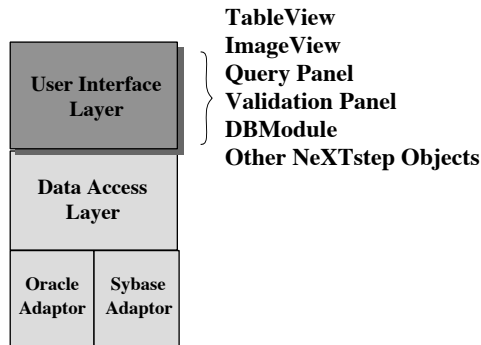 TableView
ImageView
Query Panel
Validation Panel
DBModule
Other NeXTstep Objects
User Interface
Layer
Data Access
Layer
Oracle
Adaptor
Sybase
Adaptor